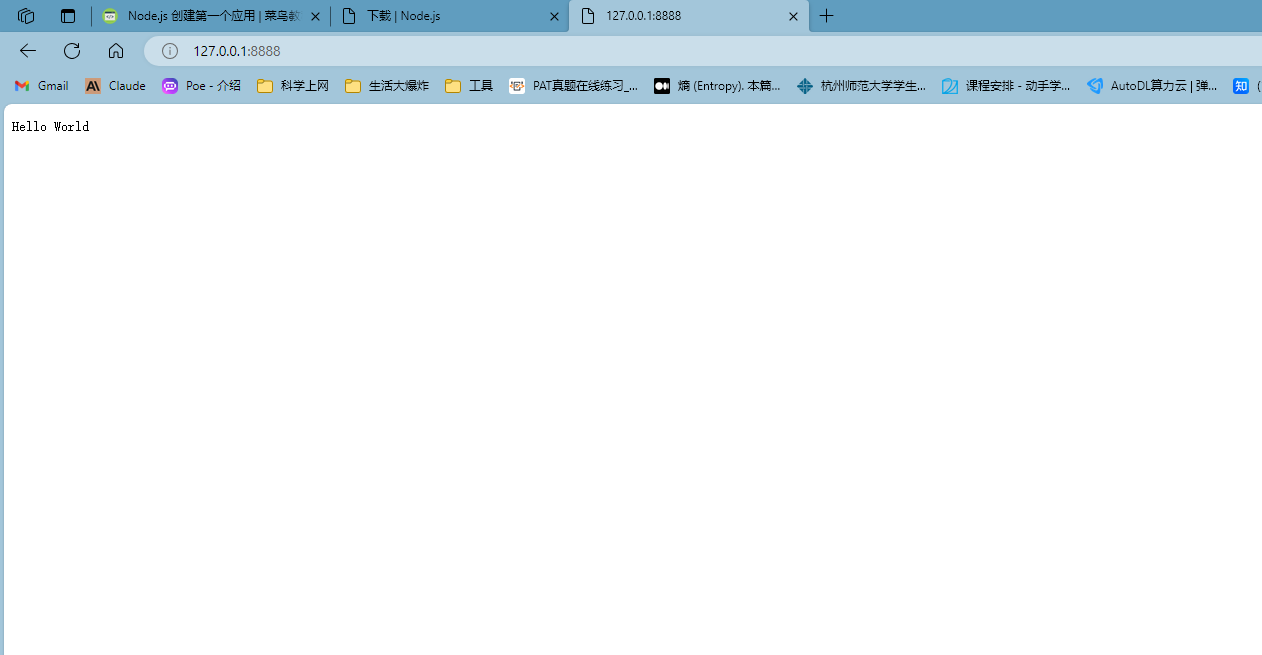 Node.js 创建第一个应用 | 菜鸟教
下载 | Node.js
127.0.0.1:8888
127.0.0.1:8888
Gmail Claude Poe - 介绍 科学上网 生活大爆炸 工具 PAT真题在线练习_... 熵 (Entropy). 本篇... 杭州师范大学学生... 课程安排 - 动手学... AutoDL算力云 | 弹... 知 (
Hello World